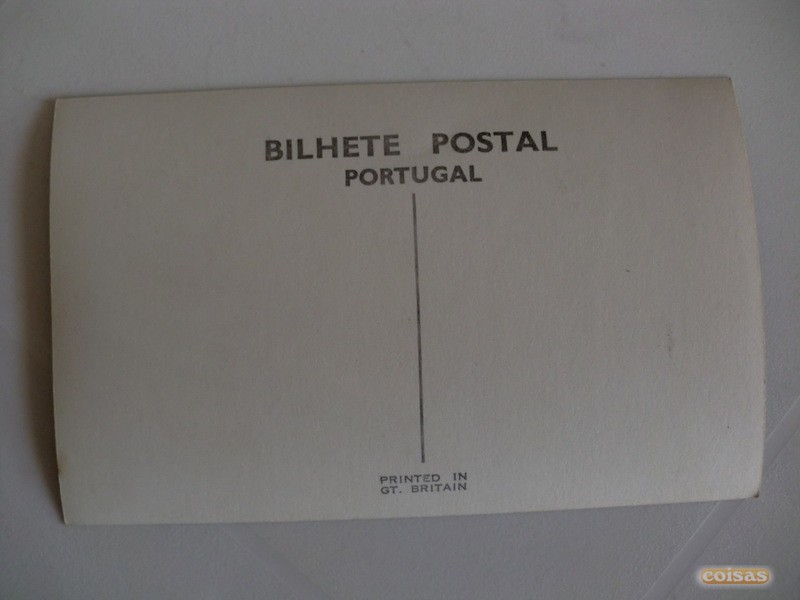 BILHETE POSTAL
PORTUGAL
PRINTED IN
GT. BRITAIN
coisas